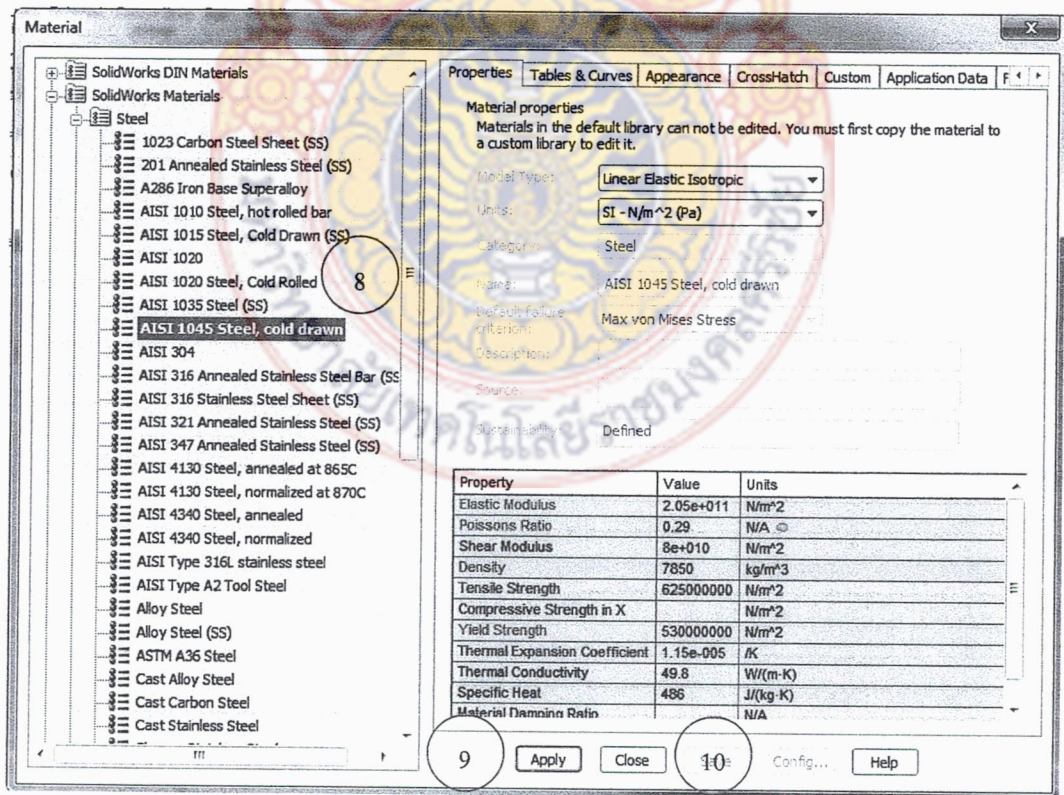 Material
SolidWorks DIN Materials
SolidWorks Materials
Steel
1023 Carbon Steel Sheet (SS)
201 Annealed Stainless Steel (SS)
A286 Iron Base Superalloy
AISI 1010 Steel, hot rolled bar
AISI 1015 Steel, Cold Drawn (SS)
AISI 1020
AISI 1020 Steel, Cold Rolled
8
AISI 1035 Steel (SS)
AISI 1045 Steel, cold drawn
AISI 304
AISI 316 Annealed Stainless Steel Bar (SS
AISI 316 Stainless Steel Sheet (SS)
AISI 321 Annealed Stainless Steel (SS)
AISI 347 Annealed Stainless Steel (SS)
AISI 4130 Steel, annealed at 865C
AISI 4130 Steel, normalized at 870C
AISI 4340 Steel, annealed
AISI 4340 Steel, normalized
AISI Type 316L stainless steel
AISI Type A2 Tool Steel
Alloy Steel
Alloy Steel (SS)
ASTM A36 Steel
Cast Alloy Steel
Cast Carbon Steel
Cast Stainless Steel
Properties Tables & Curves Appearance CrossHatch Custom Application Data F
Material properties
Materials in the default library can not be edited. You must first copy the material to
a custom library to edit it.
Model Type: Linear Elastic Isotropic
Units: SI - N/m^2 (Pa)
Category: Steel
Name: AISI 1045 Steel, cold drawn
Default failure
criterion: Max von Mises Stress
Description:
Source:
Sustainability: Defined
Property Value Units
Elastic Modulus 2.05e+011 N/m^2
Poissons Ratio 0.29 N/A
Shear Modulus 8e+010 N/m^2
Density 7850 kg/m^3
Tensile Strength 625000000 N/m^2
Compressive Strength in X N/m^2
Yield Strength 530000000 N/m^2
Thermal Expansion Coefficient 1.15e-005 /K
Thermal Conductivity 49.8 W/(m·K)
Specific Heat 486 J/(kg·K)
Material Damping Ratio N/A
9 Apply Close 10 Config... Help